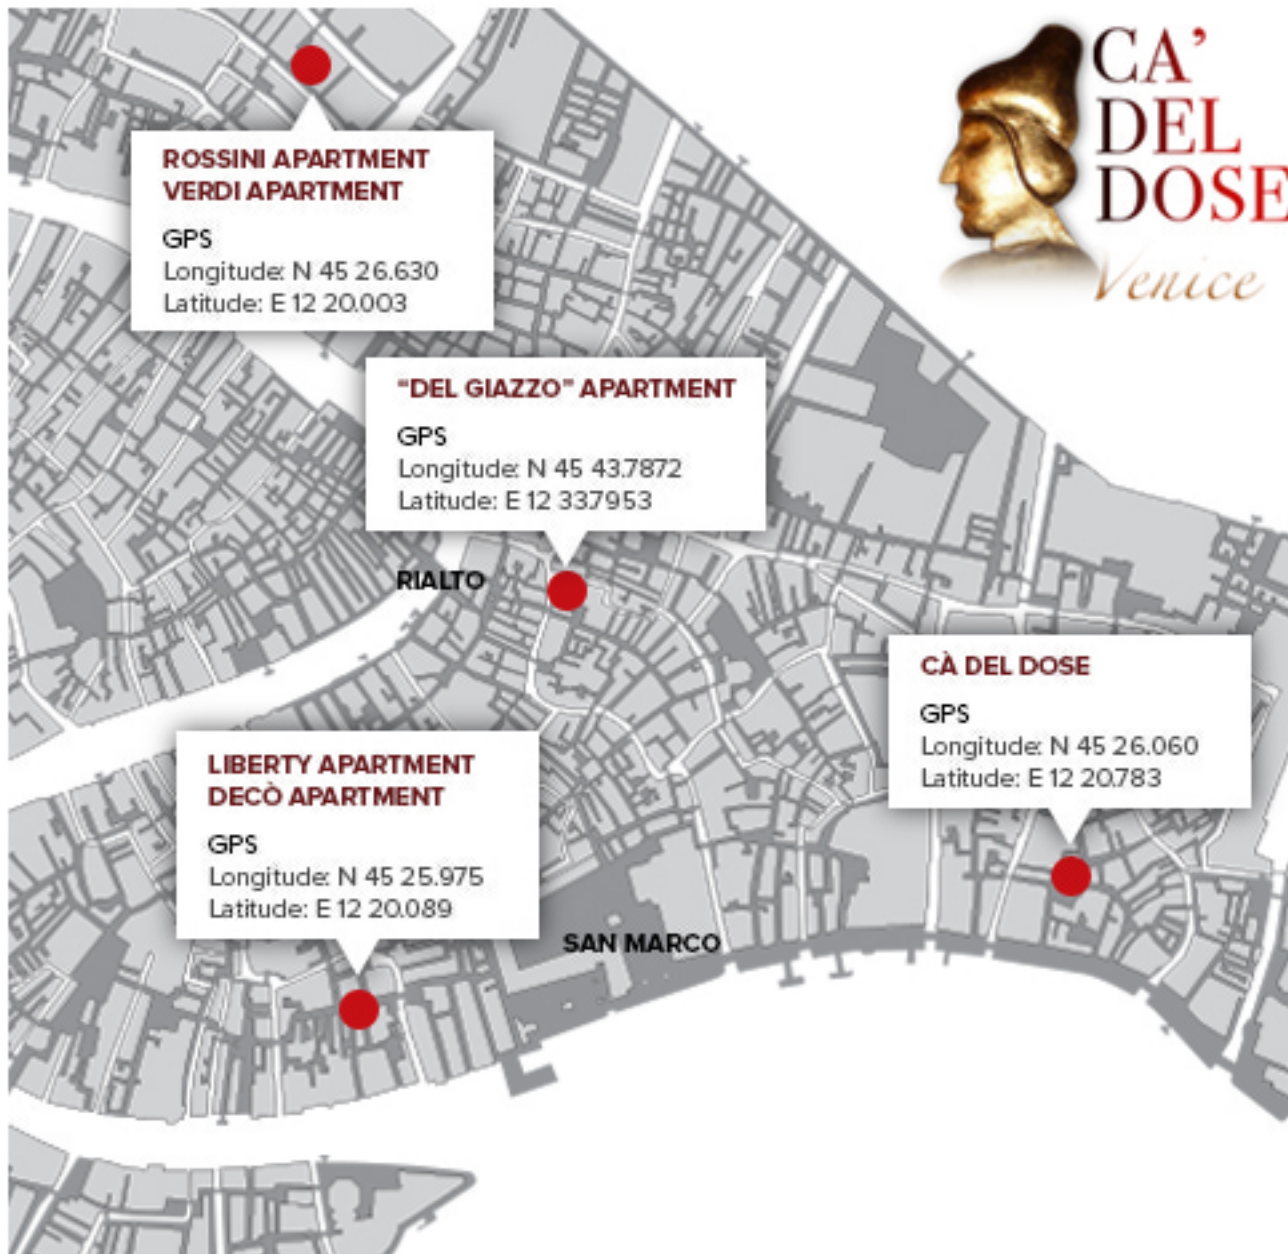 CA'
DEL
DOSE
Venice
ROSSINI APARTMENT
VERDI APARTMENT
GPS
Longitude: N 45 26.630
Latitude: E 12 20.003
"DEL GIAZZO" APARTMENT
GPS
Longitude: N 45 43.7872
Latitude: E 12 33.7953
RIALTO
CÀ DEL DOSE
GPS
Longitude: N 45 26.060
Latitude: E 12 20.783
LIBERTY APARTMENT
DECÒ APARTMENT
GPS
Longitude: N 45 25.975
Latitude: E 12 20.089
SAN MARCO